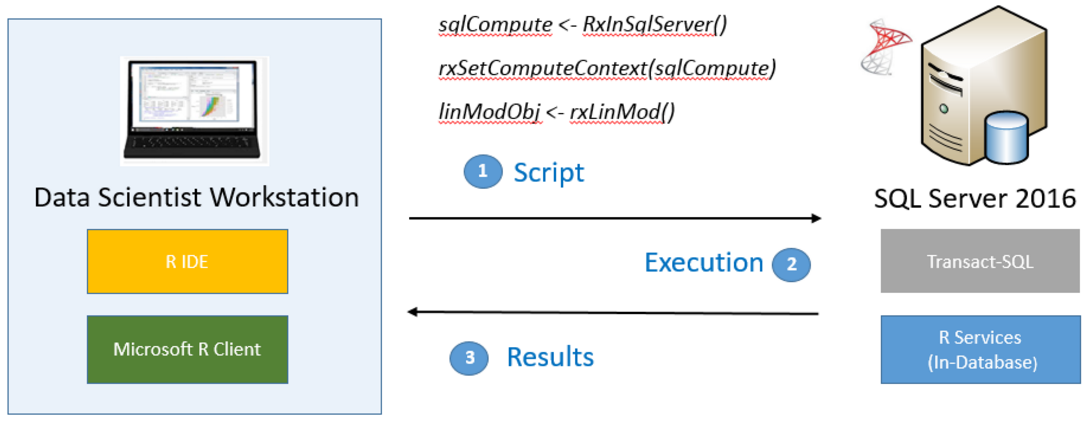 sqlCompute <- RxInSqlServer()
rxSetComputeContext(sqlCompute)
linModObj <- rxLinMod()
1 Script
Data Scientist Workstation
SQL Server 2016
R IDE
Execution 2
Transact-SQL
Microsoft R Client
3 Results
R Services
(In-Database)